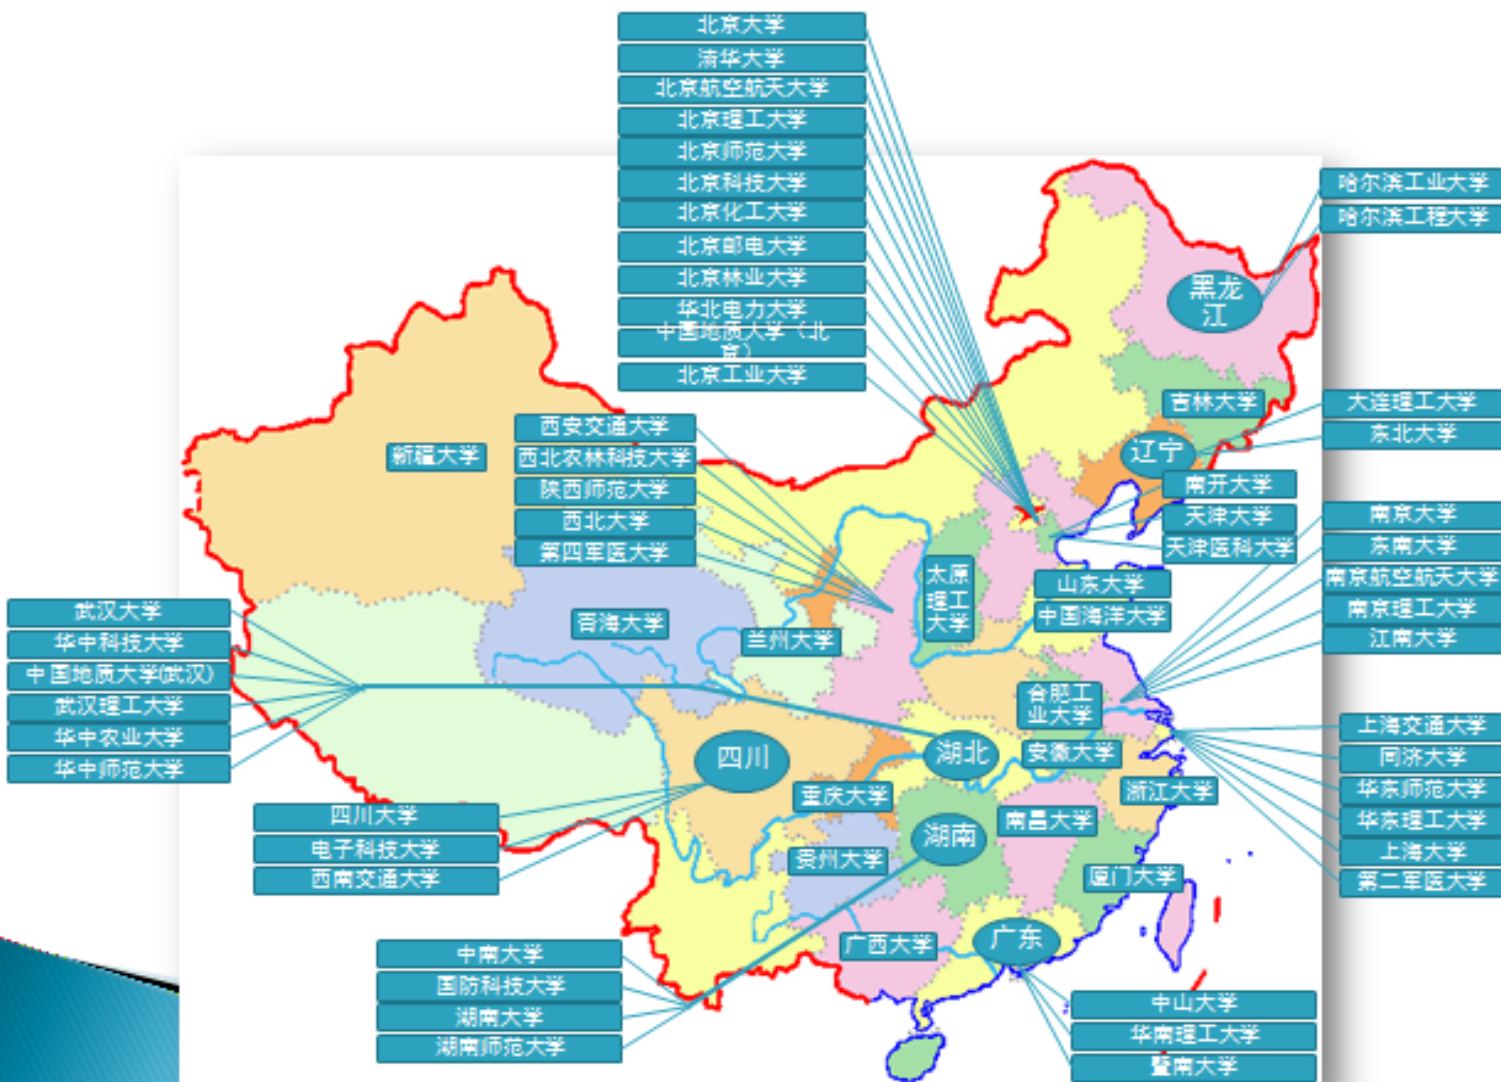 北京大学
清华大学
北京航空航天大学
北京理工大学
北京师范大学
北京科技大学
北京化工大学
北京邮电大学
北京林业大学
华北电力大学
中国地质大学（北
京）
北京工业大学
哈尔滨工业大学
哈尔滨工程大学
黑龙
江
吉林大学
大连理工大学
东北大学
辽宁
西安交通大学
西北农林科技大学
陕西师范大学
西北大学
第四军医大学
新疆大学
南开大学
天津大学
天津医科大学
南京大学
东南大学
南京航空航天大学
南京理工大学
江南大学
太原
理工
大学
山东大学
中国海洋大学
青海大学
兰州大学
武汉大学
华中科技大学
中国地质大学(武汉)
武汉理工大学
华中农业大学
华中师范大学
合肥工
业大学
安徽大学
上海交通大学
同济大学
华东师范大学
华东理工大学
上海大学
第二军医大学
四川
湖北
重庆大学
浙江大学
四川大学
电子科技大学
西南交通大学
湖南
南昌大学
贵州大学
厦门大学
广西大学
广东
中南大学
国防科技大学
湖南大学
湖南师范大学
中山大学
华南理工大学
暨南大学